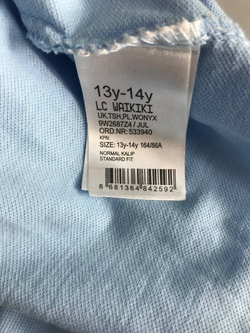 13y-14y
LC WAIKIKI
UK,TSH,PL,WONYX
9W2687Z4 / JUL
ORD.NR: 533940
KPN:
SIZE: 13y-14y 164/86A
NORMAL KALIP
STANDARD FIT
8 681364 842592